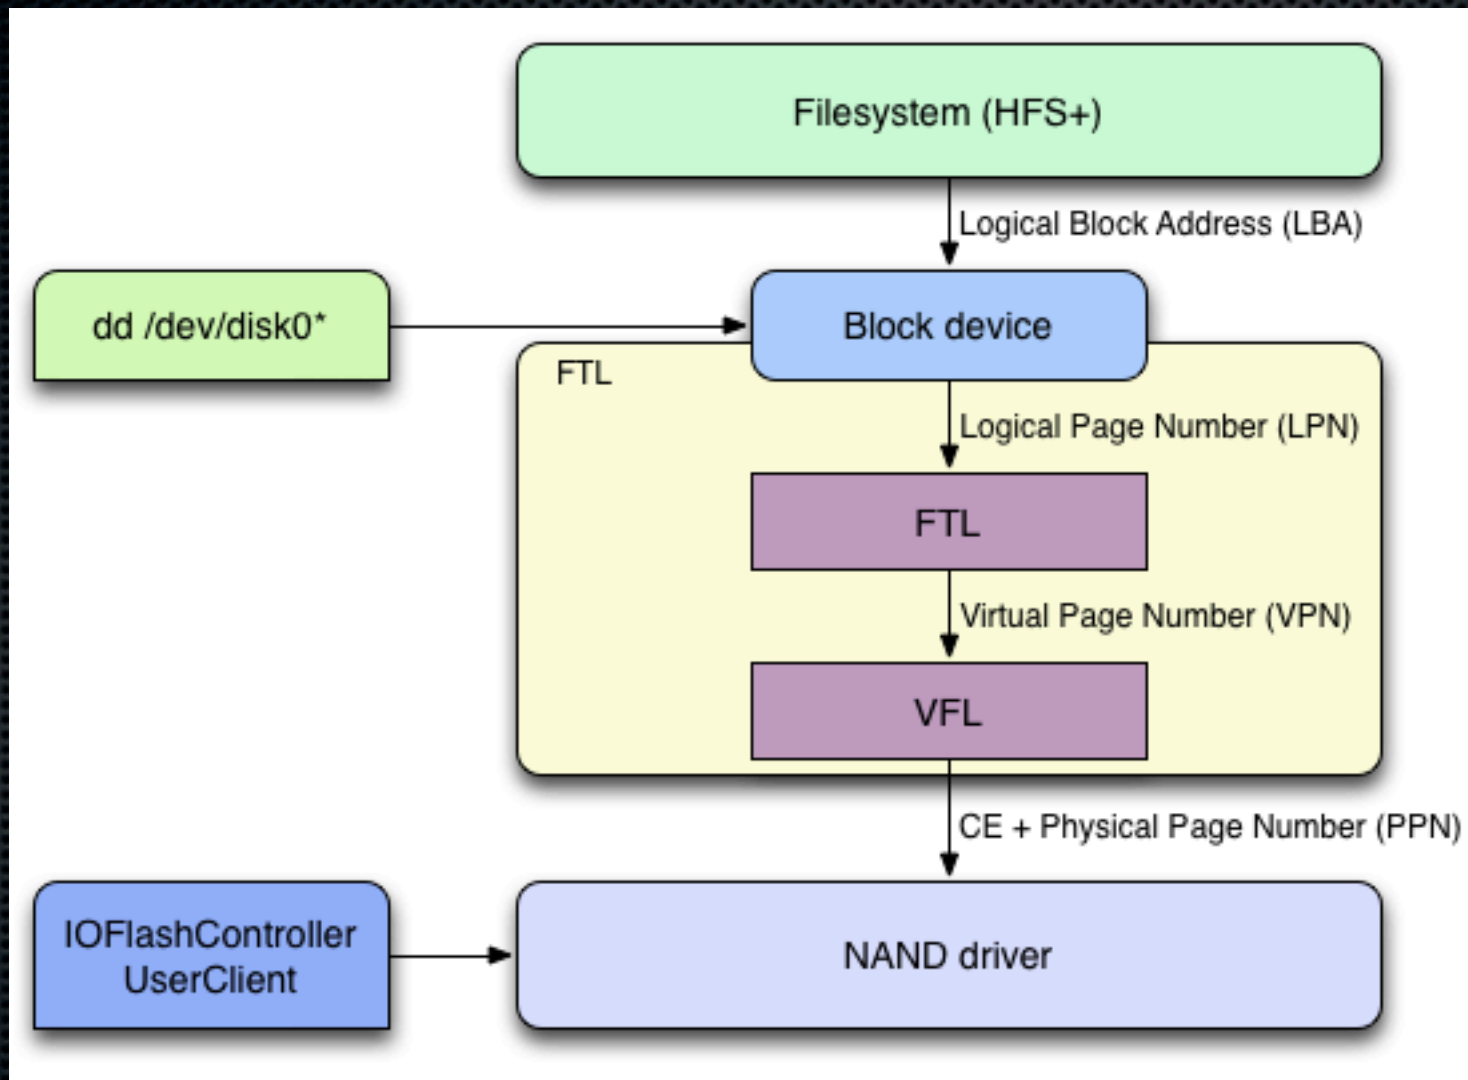 Filesystem (HFS+)
Logical Block Address (LBA)
dd /dev/disk0*
Block device
FTL
Logical Page Number (LPN)
FTL
Virtual Page Number (VPN)
VFL
CE + Physical Page Number (PPN)
IOFlashController
UserClient
NAND driver